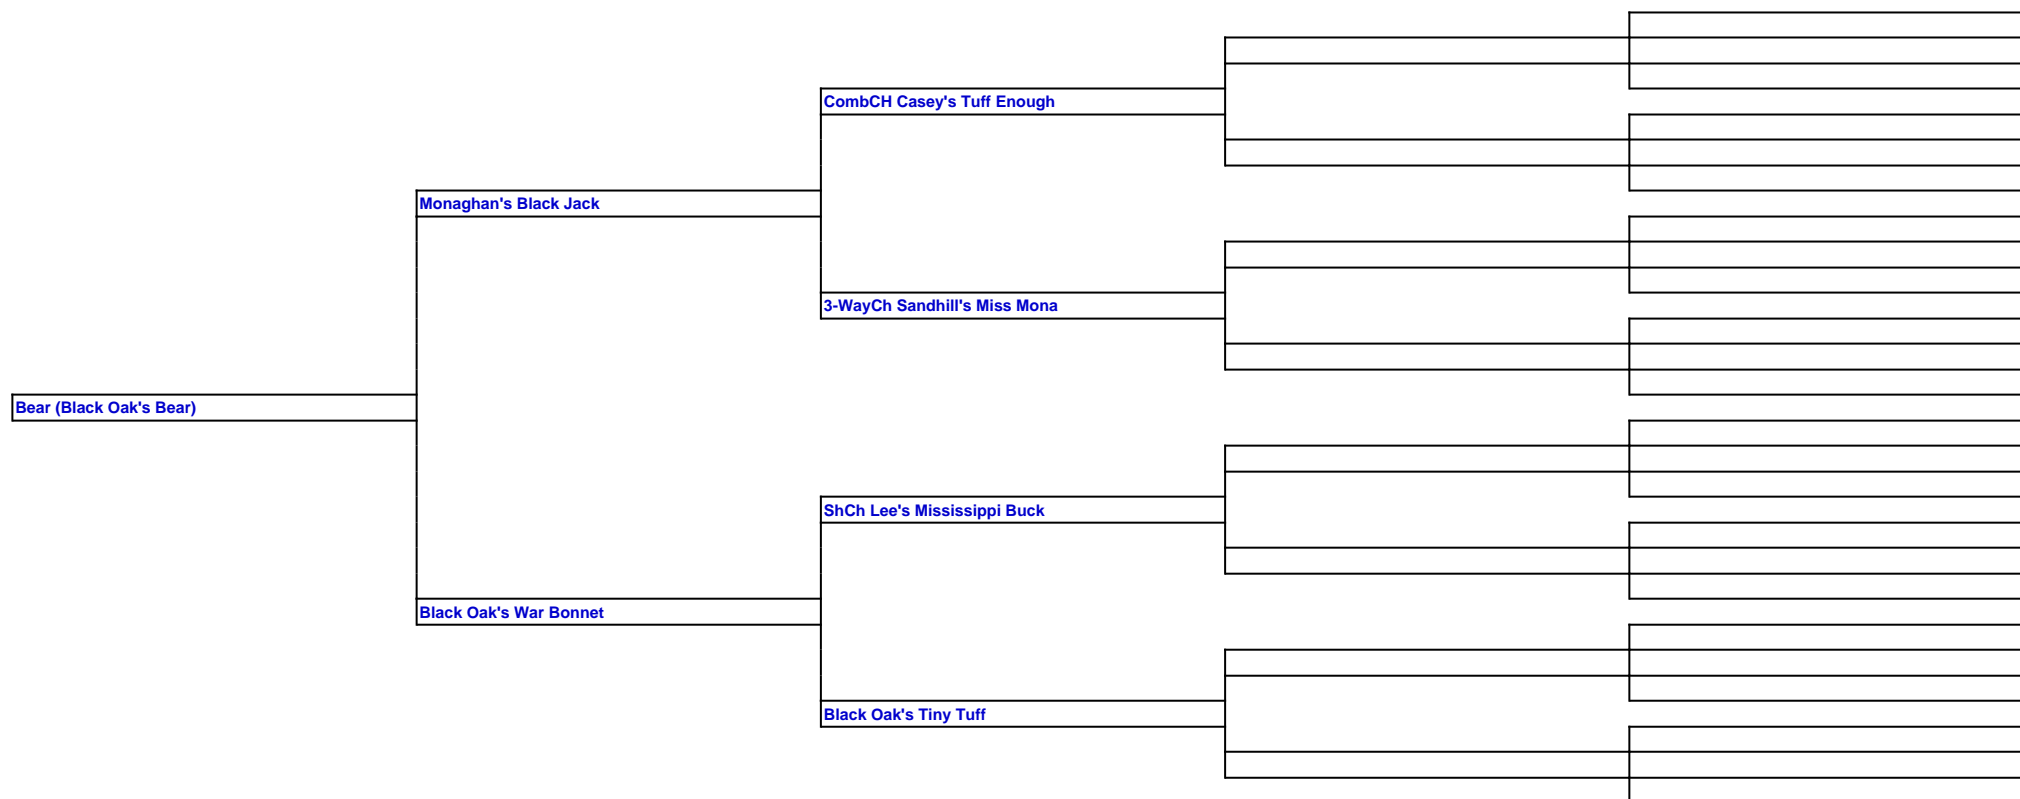 CombCH Casey's Tuff Enough
Monaghan's Black Jack
3-WayCh Sandhill's Miss Mona
Bear (Black Oak's Bear)
ShCh Lee's Mississippi Buck
Black Oak's War Bonnet
Black Oak's Tiny Tuff